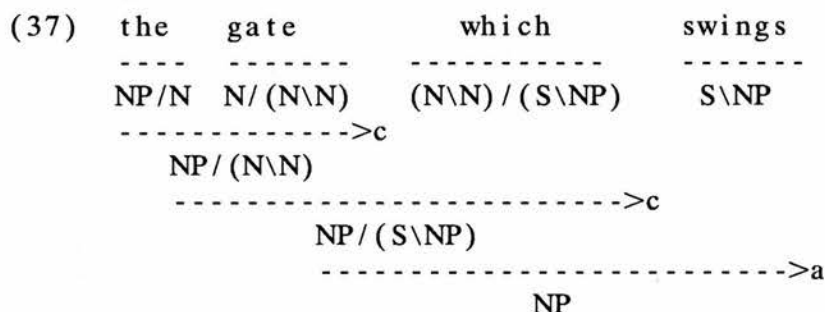 (37) the gate which swings
---- ------- ----------- -------
NP/N N/(N\N) (N\N)/(S\NP) S\NP
------------->c
NP/(N\N)
------------------------->c
NP/(S\NP)
--------------------------->a
NP